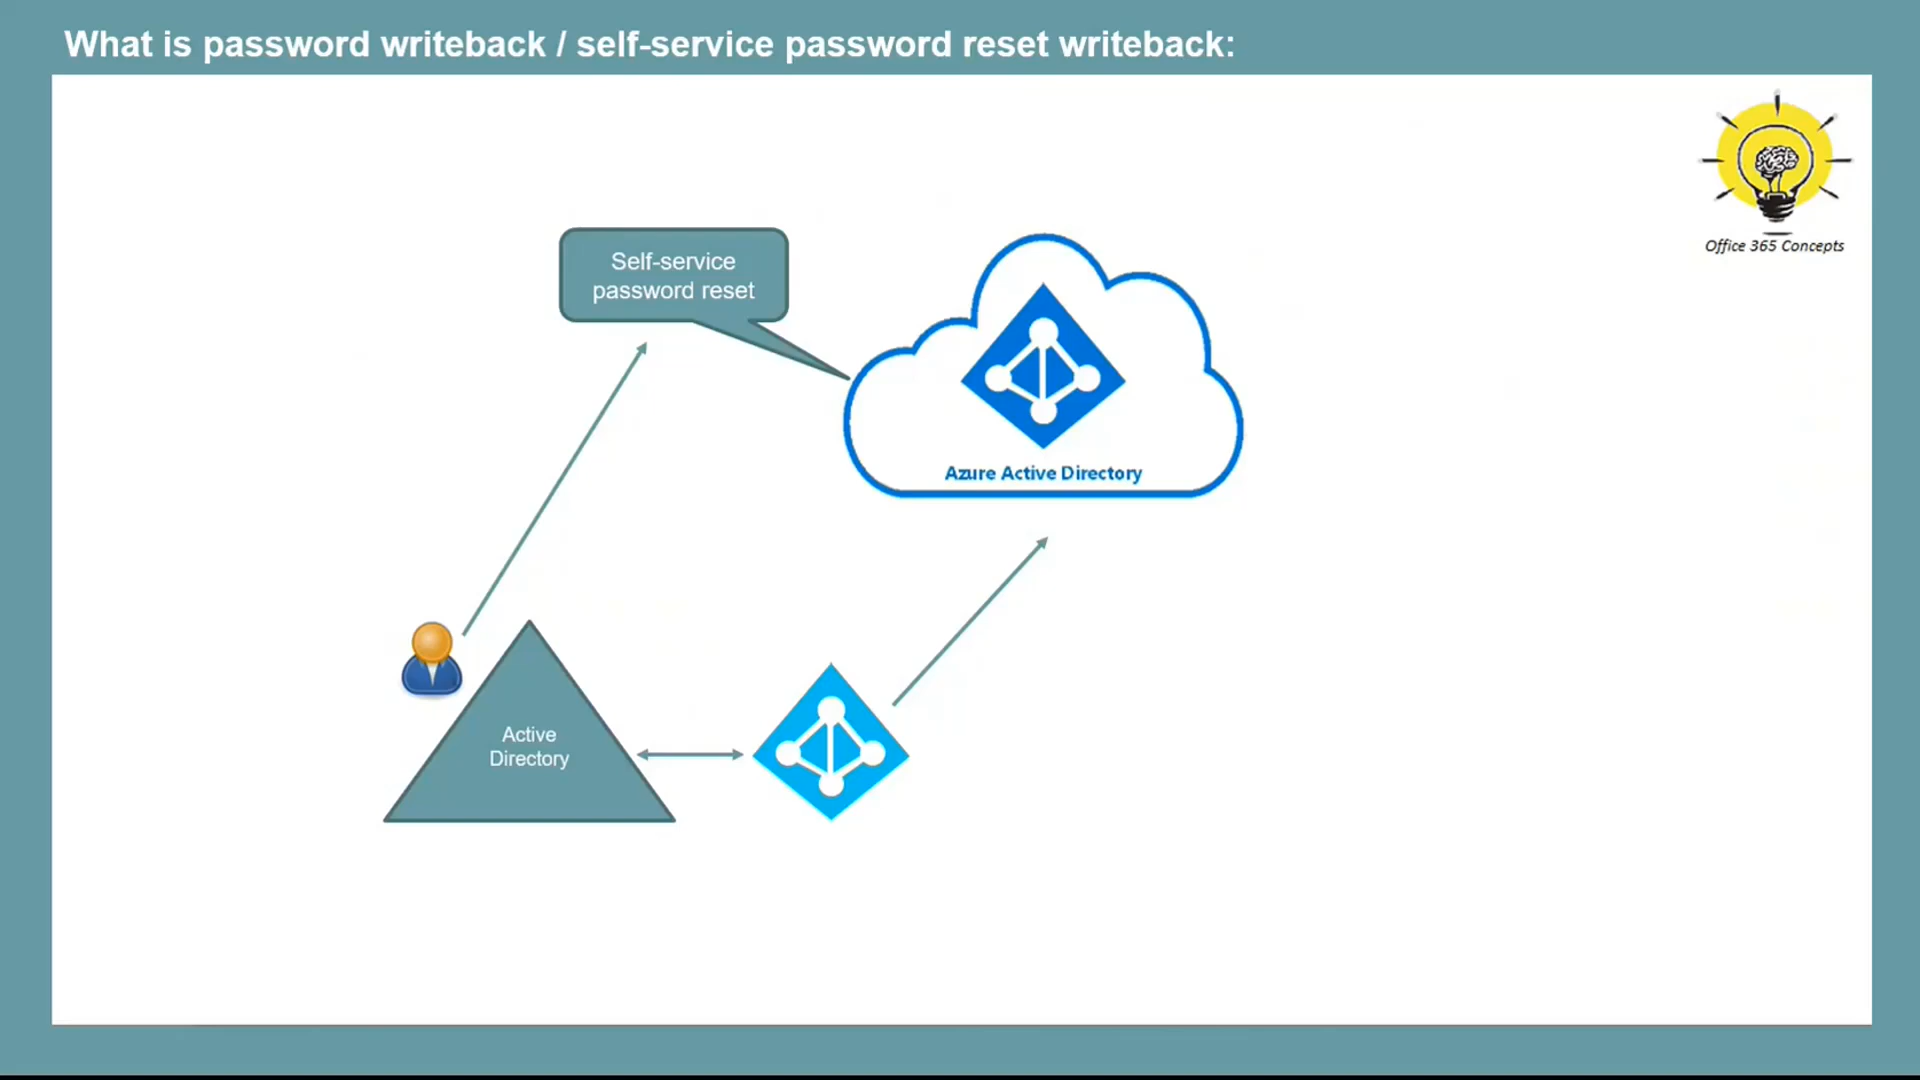 What is password writeback / self-service password reset writeback:
Office 365 Concepts
Self-service
password reset
Azure Active Directory
Active
Directory